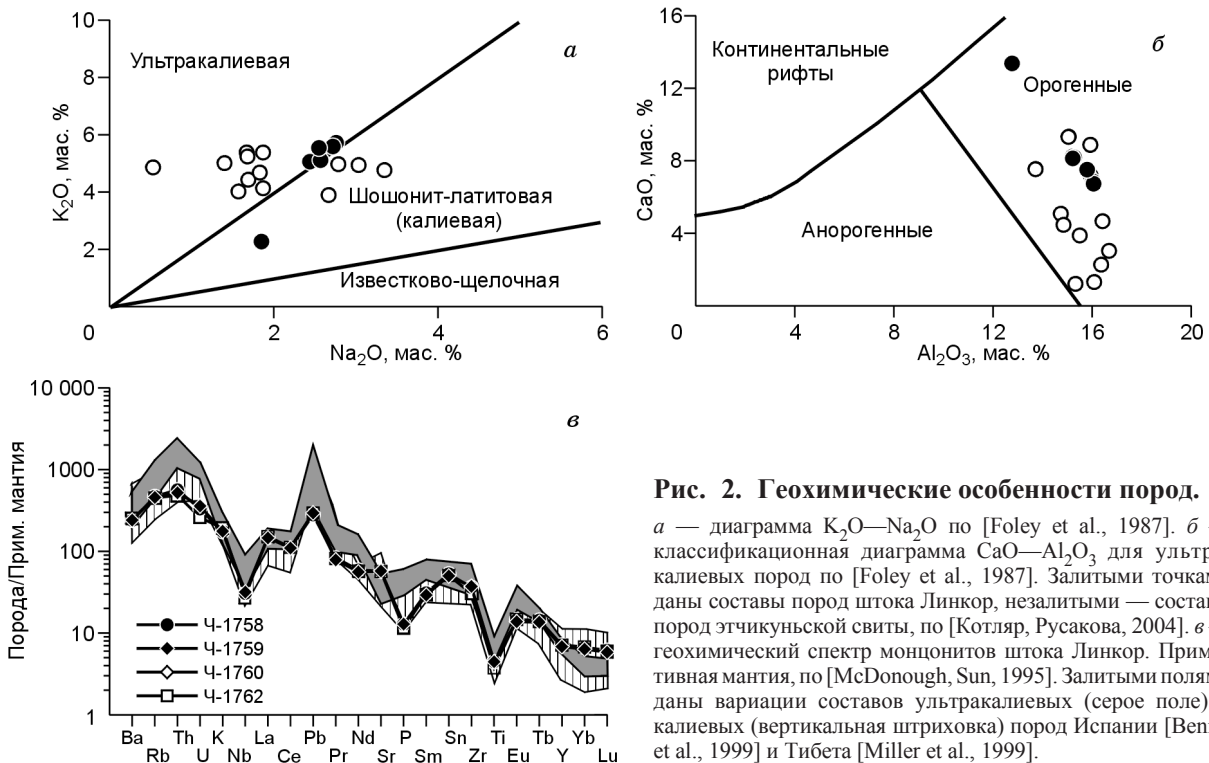 10
8
6
4
2
0
K₂O, мас. %
Ультракалиевая
а
Шошонит-латитовая
(калиевая)
Известково-щелочная
2
4
6
Na₂O, мас. %
16
12
8
4
0
CaO, мас. %
Континентальные
рифты
б
Орогенные
Анорогенные
4
8
12
16
20
Al₂O₃, мас. %
10 000
1000
100
10
1
Порода/Прим. мантия
в
Ч-1758
Ч-1759
Ч-1760
Ч-1762
Ba Th K La Pb Nd P Sn Ti Tb Yb
Rb U Nb Ce Pr Sr Sm Zr Eu Y Lu
Рис. 2. Геохимические особенности пород.
а — диаграмма K₂O—Na₂O по [Foley et al., 1987]. б
классификационная диаграмма CaO—Al₂O₃ для ультр
калиевых пород по [Foley et al., 1987]. Залитыми точкам
даны составы пород штока Линкор, незалитыми — состав
пород этчикуньской свиты, по [Котляр, Русакова, 2004]. в
геохимический спектр монцонитов штока Линкор. Прим
тивная мантия, по [McDonough, Sun, 1995]. Залитыми полям
даны вариации составов ультракалиевых (серое поле)
калиевых (вертикальная штриховка) пород Испании [Ben
et al., 1999] и Тибета [Miller et al., 1999].